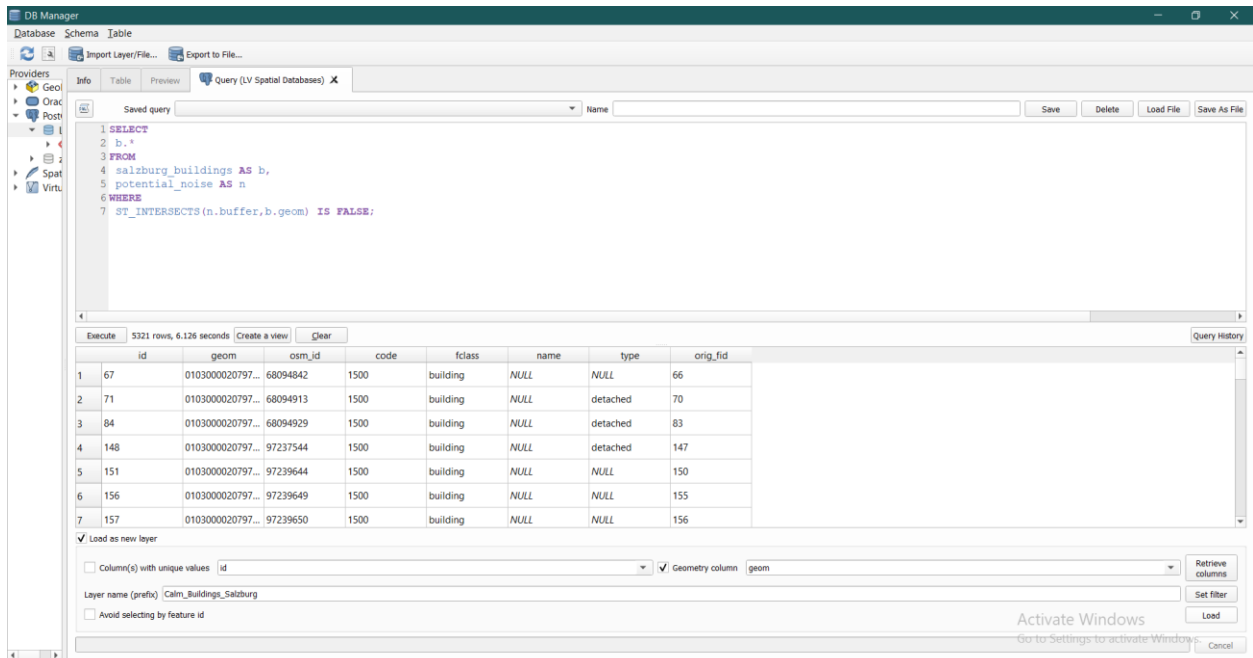 DB Manager
Database Schema Table
Import Layer/File... Export to File...
Providers
Info Table Preview Query (LV Spatial Databases)
Saved query Name Save Delete Load File Save As File
1 SELECT
2 b.*
3 FROM
4 salzburg_buildings AS b,
5 potential_noise AS n
6 WHERE
7 ST_INTERSECTS(n.buffer,b.geom) IS FALSE;
Execute 5321 rows, 6.126 seconds Create a view Clear Query History
id geom osm_id code fclass name type orig_fid
1 67 0103000020797... 68094842 1500 building NULL NULL 66
2 71 0103000020797... 68094913 1500 building NULL detached 70
3 84 0103000020797... 68094929 1500 building NULL detached 83
4 148 0103000020797... 97237544 1500 building NULL detached 147
5 151 0103000020797... 97239644 1500 building NULL NULL 150
6 156 0103000020797... 97239649 1500 building NULL NULL 155
7 157 0103000020797... 97239650 1500 building NULL NULL 156
Load as new layer
Column(s) with unique values id Geometry column geom Retrieve columns
Layer name (prefix) Calm_Buildings_Salzburg Set filter
Avoid selecting by feature id Load
Activate Windows
Go to Settings to activate Windows.
Cancel